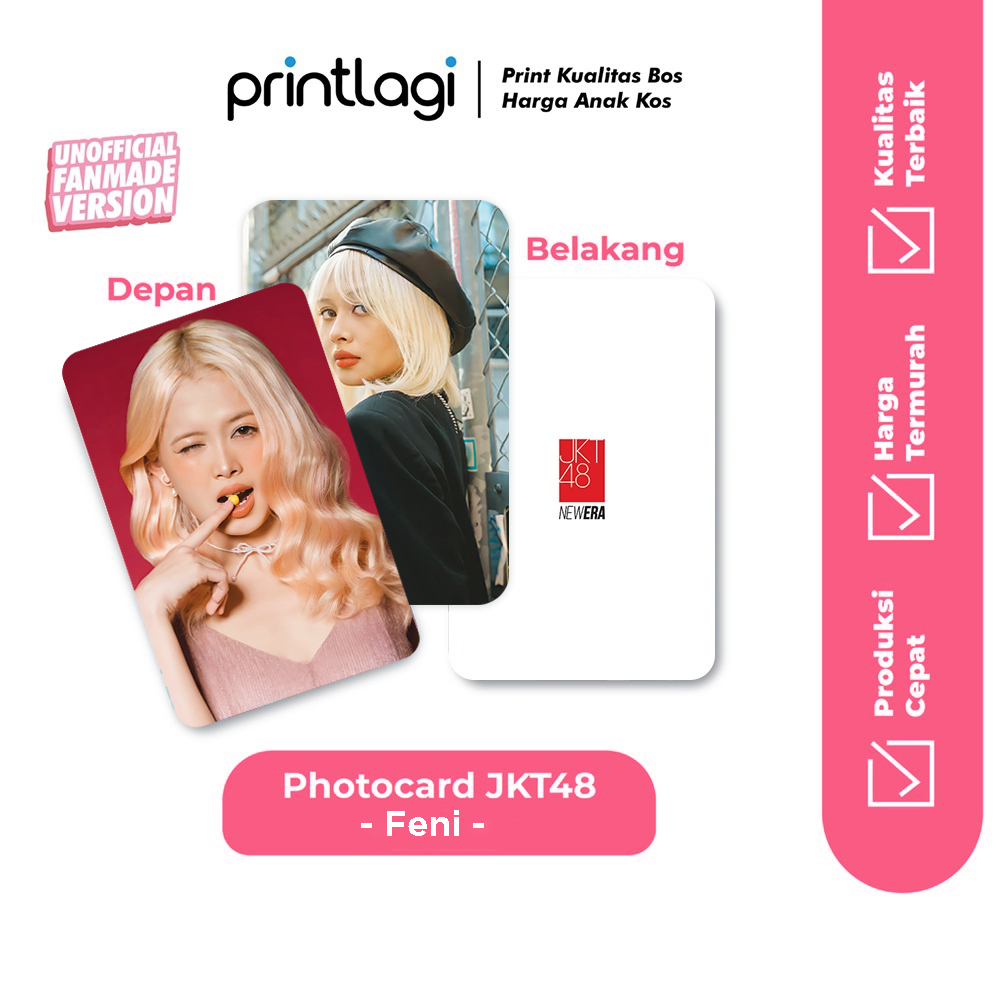 printlagi
Print Kualitas Bos
Harga Anak Kos
UNOFFICIAL
FANMADE
VERSION
Depan
Belakang
JKT
48
NEWERA
Photocard JKT48
- Feni -
Kualitas
Terbaik
Harga
Termurah
Produksi
Cepat